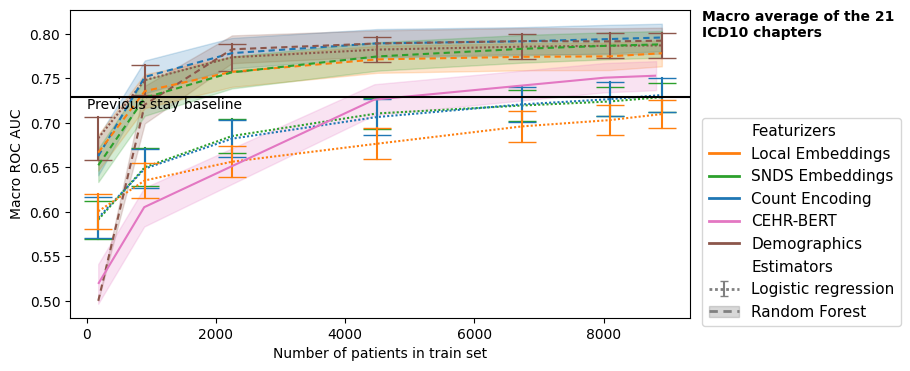 Macro average of the 21
ICD10 chapters
0.80
0.75
0.70
0.65
0.60
0.55
0.50
Macro ROC AUC
Previous stay baseline
0
2000
4000
6000
8000
Number of patients in train set
Featurizers
Local Embeddings
SNDS Embeddings
Count Encoding
CEHR-BERT
Demographics
Estimators
Logistic regression
Random Forest